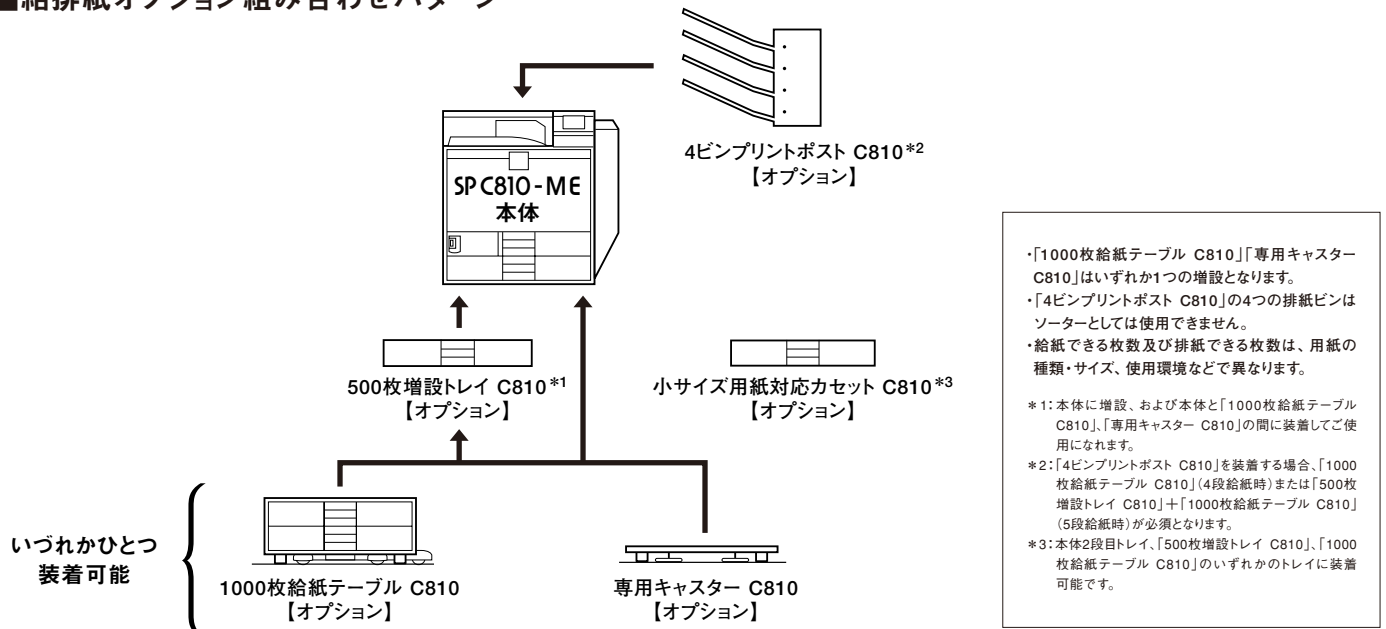 ■給排紙オプション組み合わせパターン
4ビンプリントポスト C810*2
【オプション】
SP C810-ME
本体
500枚増設トレイ C810*1
【オプション】
小サイズ用紙対応カセット C810*3
【オプション】
いづれかひとつ
装着可能
1000枚給紙テーブル C810
【オプション】
専用キャスター C810
【オプション】
・「1000枚給紙テーブル C810」「専用キャスター
C810」はいずれか1つの増設となります。
・「4ビンプリントポスト C810」の4つの排紙ビンは
ソーターとしては使用できません。
・給紙できる枚数及び排紙できる枚数は、用紙の
種類・サイズ、使用環境などで異なります。
*1:本体に増設、および本体と「1000枚給紙テーブル
C810」、「専用キャスター C810」の間に装着してご使
用になれます。
*2:「4ビンプリントポスト C810」を装着する場合、「1000
枚給紙テーブル C810」(4段給紙時)または「500枚
増設トレイ C810」+「1000枚給紙テーブル C810」
(5段給紙時)が必須となります。
*3:本体2段目トレイ、「500枚増設トレイ C810」、「1000
枚給紙テーブル C810」のいずれかのトレイに装着
可能です。